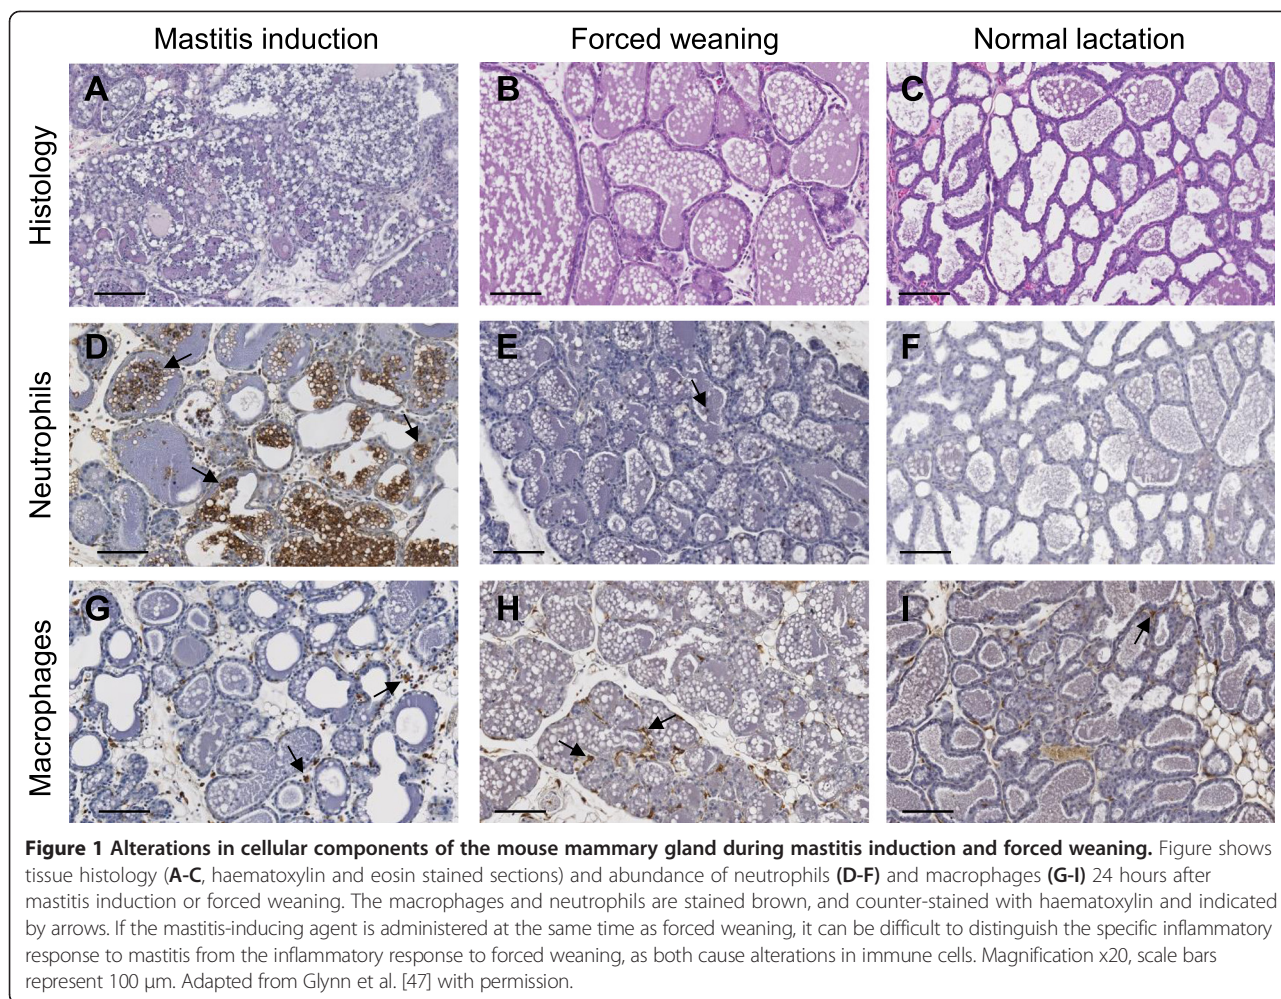 Mastitis induction Forced weaning Normal lactation
Histology
A B C
Neutrophils
D E F
Macrophages
G H I
Figure 1 Alterations in cellular components of the mouse mammary gland during mastitis induction and forced weaning. Figure shows
tissue histology (A-C, haematoxylin and eosin stained sections) and abundance of neutrophils (D-F) and macrophages (G-I) 24 hours after
mastitis induction or forced weaning. The macrophages and neutrophils are stained brown, and counter-stained with haematoxylin and indicated
by arrows. If the mastitis-inducing agent is administered at the same time as forced weaning, it can be difficult to distinguish the specific inflammatory
response to mastitis from the inflammatory response to forced weaning, as both cause alterations in immune cells. Magnification x20, scale bars
represent 100 μm. Adapted from Glynn et al. [47] with permission.